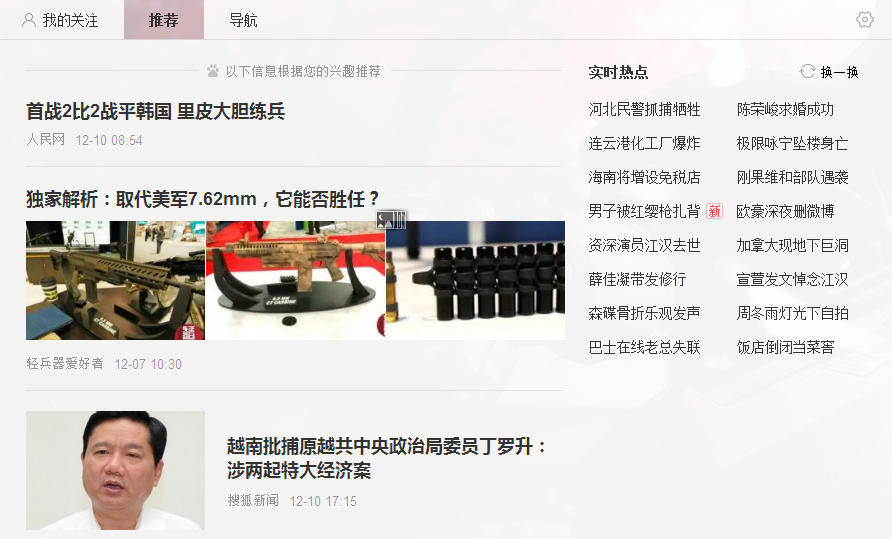 我的关注
推荐
导航
以下信息根据您的兴趣推荐
首战2比2战平韩国 里皮大胆练兵
人民网 12-10 08:54
独家解析：取代美军7.62mm，它能否胜任？
轻兵器爱好者 12-07 10:30
越南批捕原越共中央政治局委员丁罗升：
涉两起特大经济案
搜狐新闻 12-10 17:15
实时热点 换一换
河北民警抓捕牺牲 陈荣峻求婚成功
连云港化工厂爆炸 极限咏宁坠楼身亡
海南将增设免税店 刚果维和部队遇袭
男子被红缨枪扎背 新 欧豪深夜删微博
资深演员江汉去世 加拿大现地下巨洞
薛佳凝带发修行 宣萱发文悼念江汉
森碟骨折乐观发声 周冬雨灯光下自拍
巴士在线老总失联 饭店倒闭当菜窖